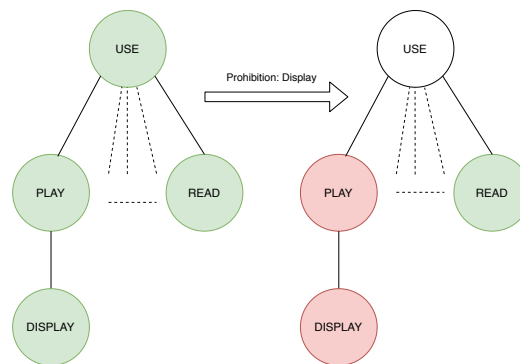 USE
Prohibition: Display
USE
PLAY
READ
PLAY
READ
DISPLAY
DISPLAY